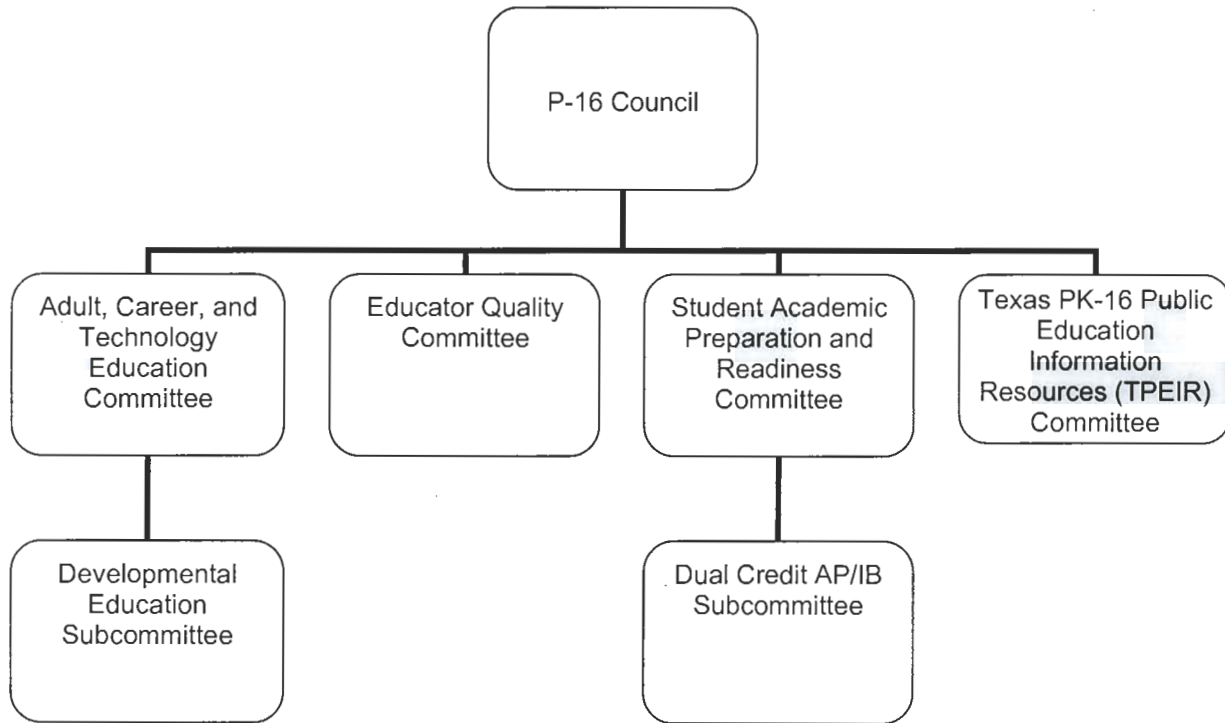 P-16 Council
Adult, Career, and
Technology
Education
Committee
Educator Quality
Committee
Student Academic
Preparation and
Readiness
Committee
Texas PK-16 Public
Education
Information
Resources (TPEIR)
Committee
Developmental
Education
Subcommittee
Dual Credit AP/IB
Subcommittee